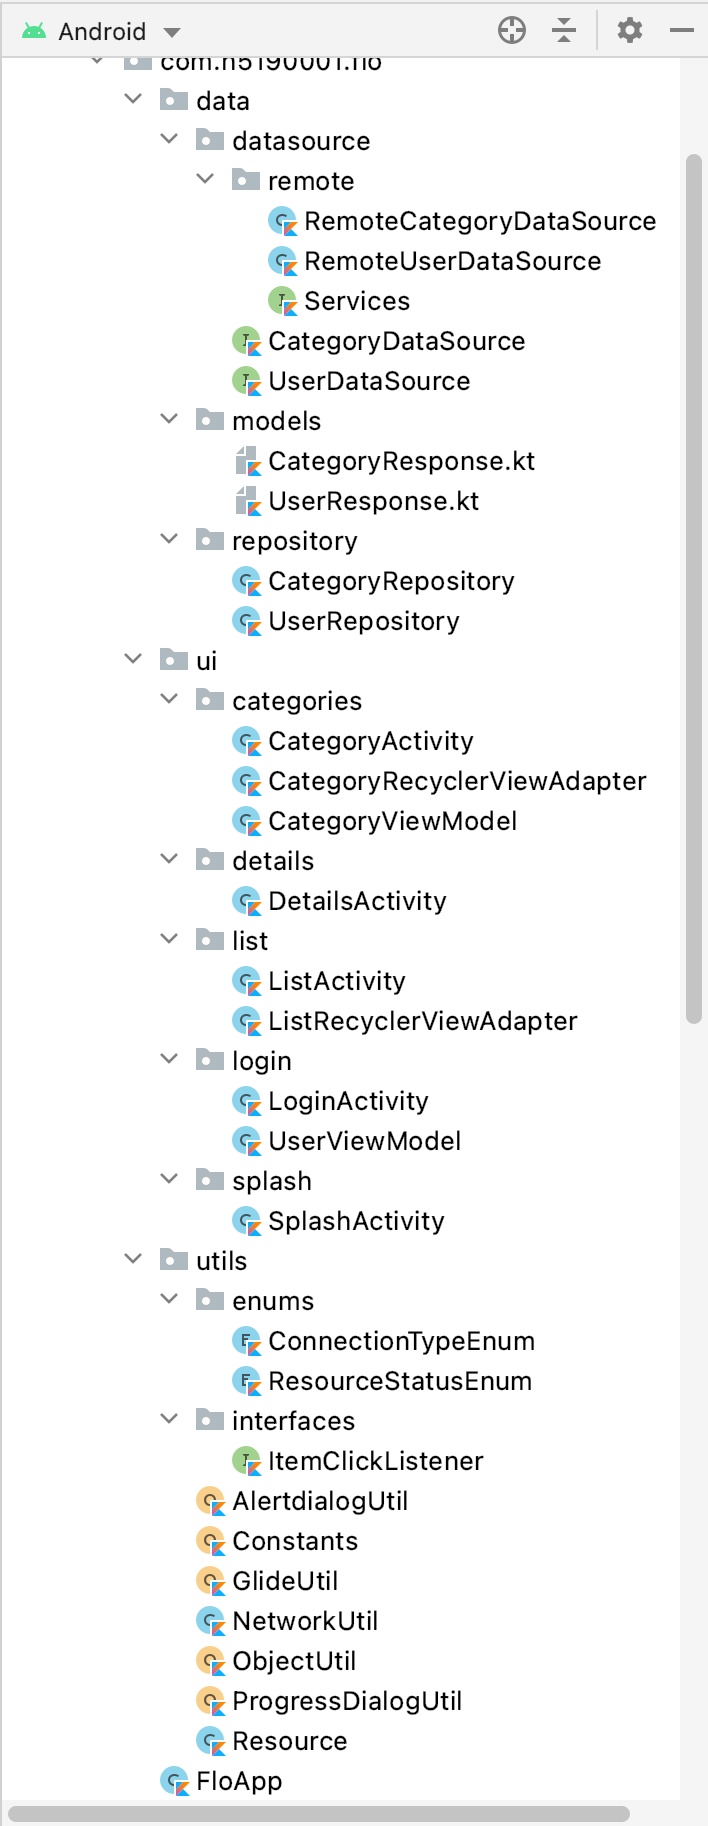 Android
com.n5190001.flo
data
datasource
remote
RemoteCategoryDataSource
RemoteUserDataSource
Services
CategoryDataSource
UserDataSource
models
CategoryResponse.kt
UserResponse.kt
repository
CategoryRepository
UserRepository
ui
categories
CategoryActivity
CategoryRecyclerViewAdapter
CategoryViewModel
details
DetailsActivity
list
ListActivity
ListRecyclerViewAdapter
login
LoginActivity
UserViewModel
splash
SplashActivity
utils
enums
ConnectionTypeEnum
ResourceStatusEnum
interfaces
ItemClickListener
AlertdialogUtil
Constants
GlideUtil
NetworkUtil
ObjectUtil
ProgressDialogUtil
Resource
FloApp